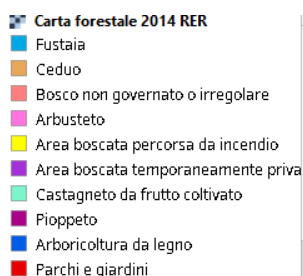 Carta forestale 2014 RER
Fustaia
Ceduo
Bosco non governato o irregolare
Arbusteto
Area boscata percorsa da incendio
Area boscata temporaneamente priva
Castagneto da frutto coltivato
Pioppeto
Arboricoltura da legno
Parchi e giardini